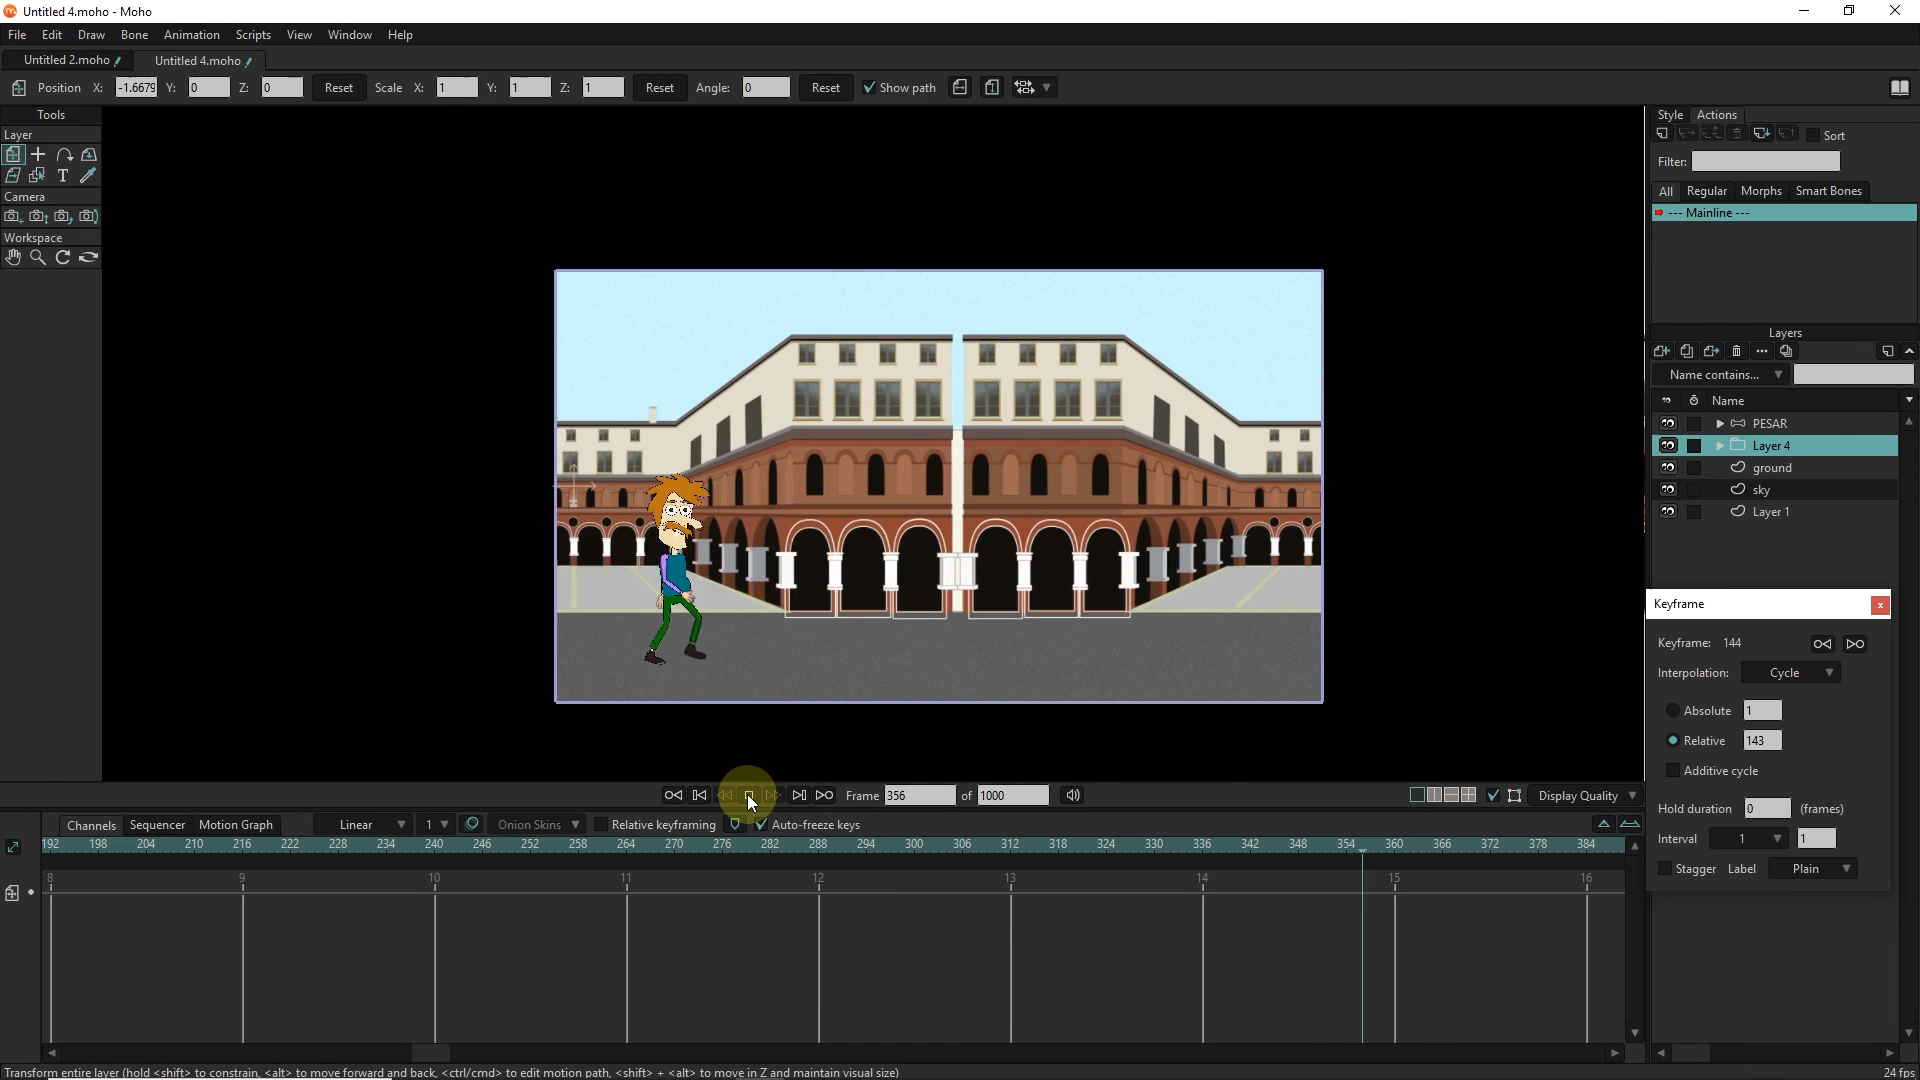 Untitled 4.moho - Moho
File Edit Draw Bone Animation Scripts View Window Help
Untitled 2.moho Untitled 4.moho
Position X: -1.6679 Y: 0 Z: 0 Reset Scale X: 1 Y: 1 Z: 1 Reset Angle: 0 Reset Show path
Tools
Layer
Camera
Workspace
Style Actions
Sort
Filter:
All Regular Morphs Smart Bones
--- Mainline ---
Layers
Name contains...
Name
PESAR
Layer 4
ground
sky
Layer 1
Keyframe
Keyframe: 144
Interpolation: Cycle
Absolute 1
Relative 143
Additive cycle
Hold duration 0 (frames)
Interval 1 1
Stagger Label Plain
Frame 356 of 1000 Display Quality
Channels Sequencer Motion Graph Linear 1 Onion Skins Relative keyframing Auto-freeze keys
192 198 204 210 216 222 228 234 240 246 252 258 264 270 276 282 288 294 300 306 312 318 324 330 336 342 348 354 360 366 372 378 384
8 9 10 11 12 13 14 15 16
Transform entire layer (hold <shift> to constrain, <alt> to move forward and back, <ctrl/cmd> to edit motion path, <shift> + <alt> to move in Z and maintain visual size)
24 fps